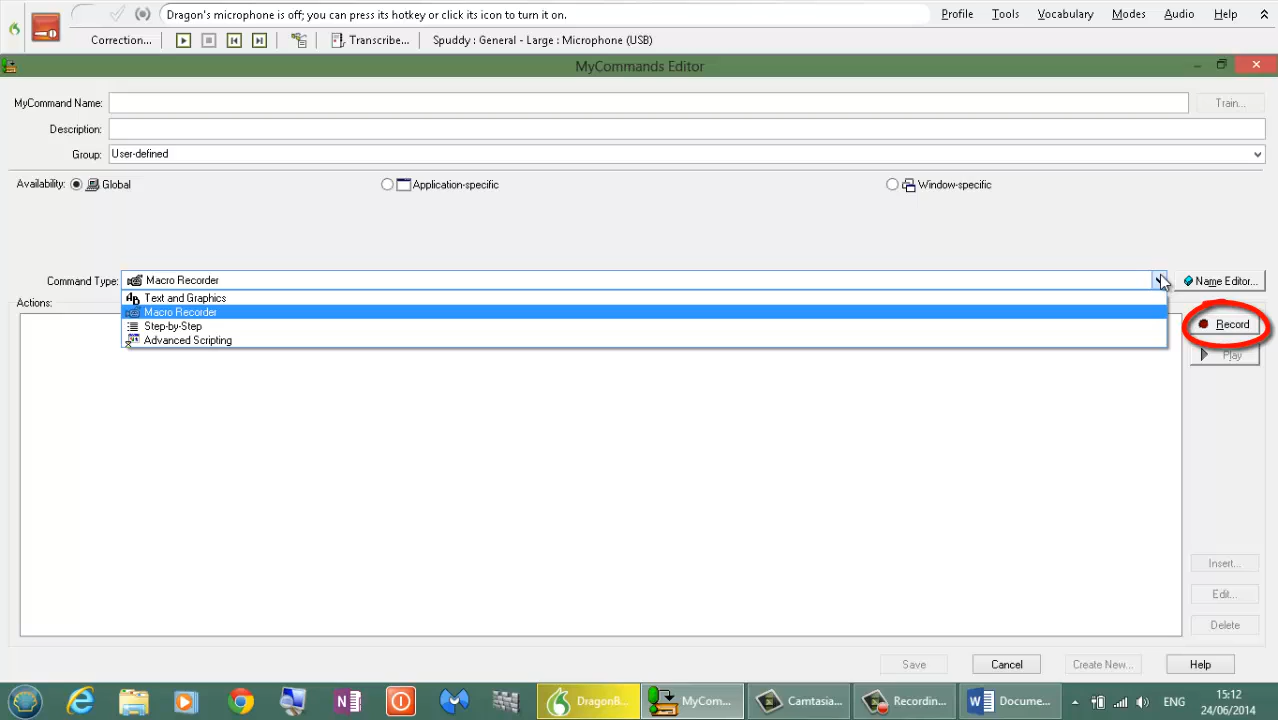 Dragon's microphone is off; you can press its hotkey or click its icon to turn it on.
Profile Tools Vocabulary Modes Audio Help
Correction... Transcribe... Spuddy : General - Large : Microphone (USB)
MyCommands Editor
MyCommand Name: Train...
Description:
Group: User-defined
Availability: Global Application-specific Window-specific
Command Type: Macro Recorder Name Editor...
Text and Graphics
Actions:
Macro Recorder
Record
Step-by-Step
Advanced Scripting
Play
Insert...
Edit...
Delete
Save Cancel Create New... Help
DragonB... MyCom... Camtasia... Recordin... Docume... ENG 15:12
24/06/2014